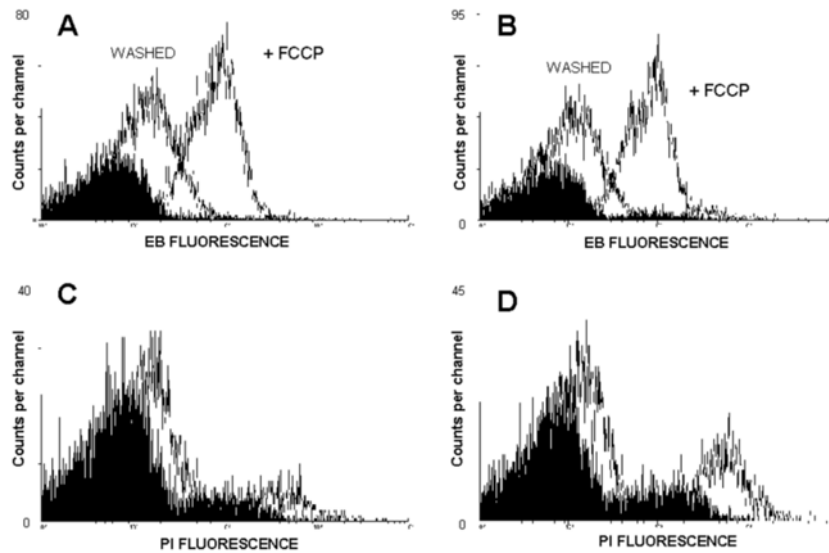 80
A
WASHED
+ FCCP
Counts per channel
0
EB FLUORESCENCE
95
B
WASHED
+ FCCP
Counts per channel
0
EB FLUORESCENCE
40
C
Counts per channel
0
PI FLUORESCENCE
45
D
Counts per channel
0
PI FLUORESCENCE